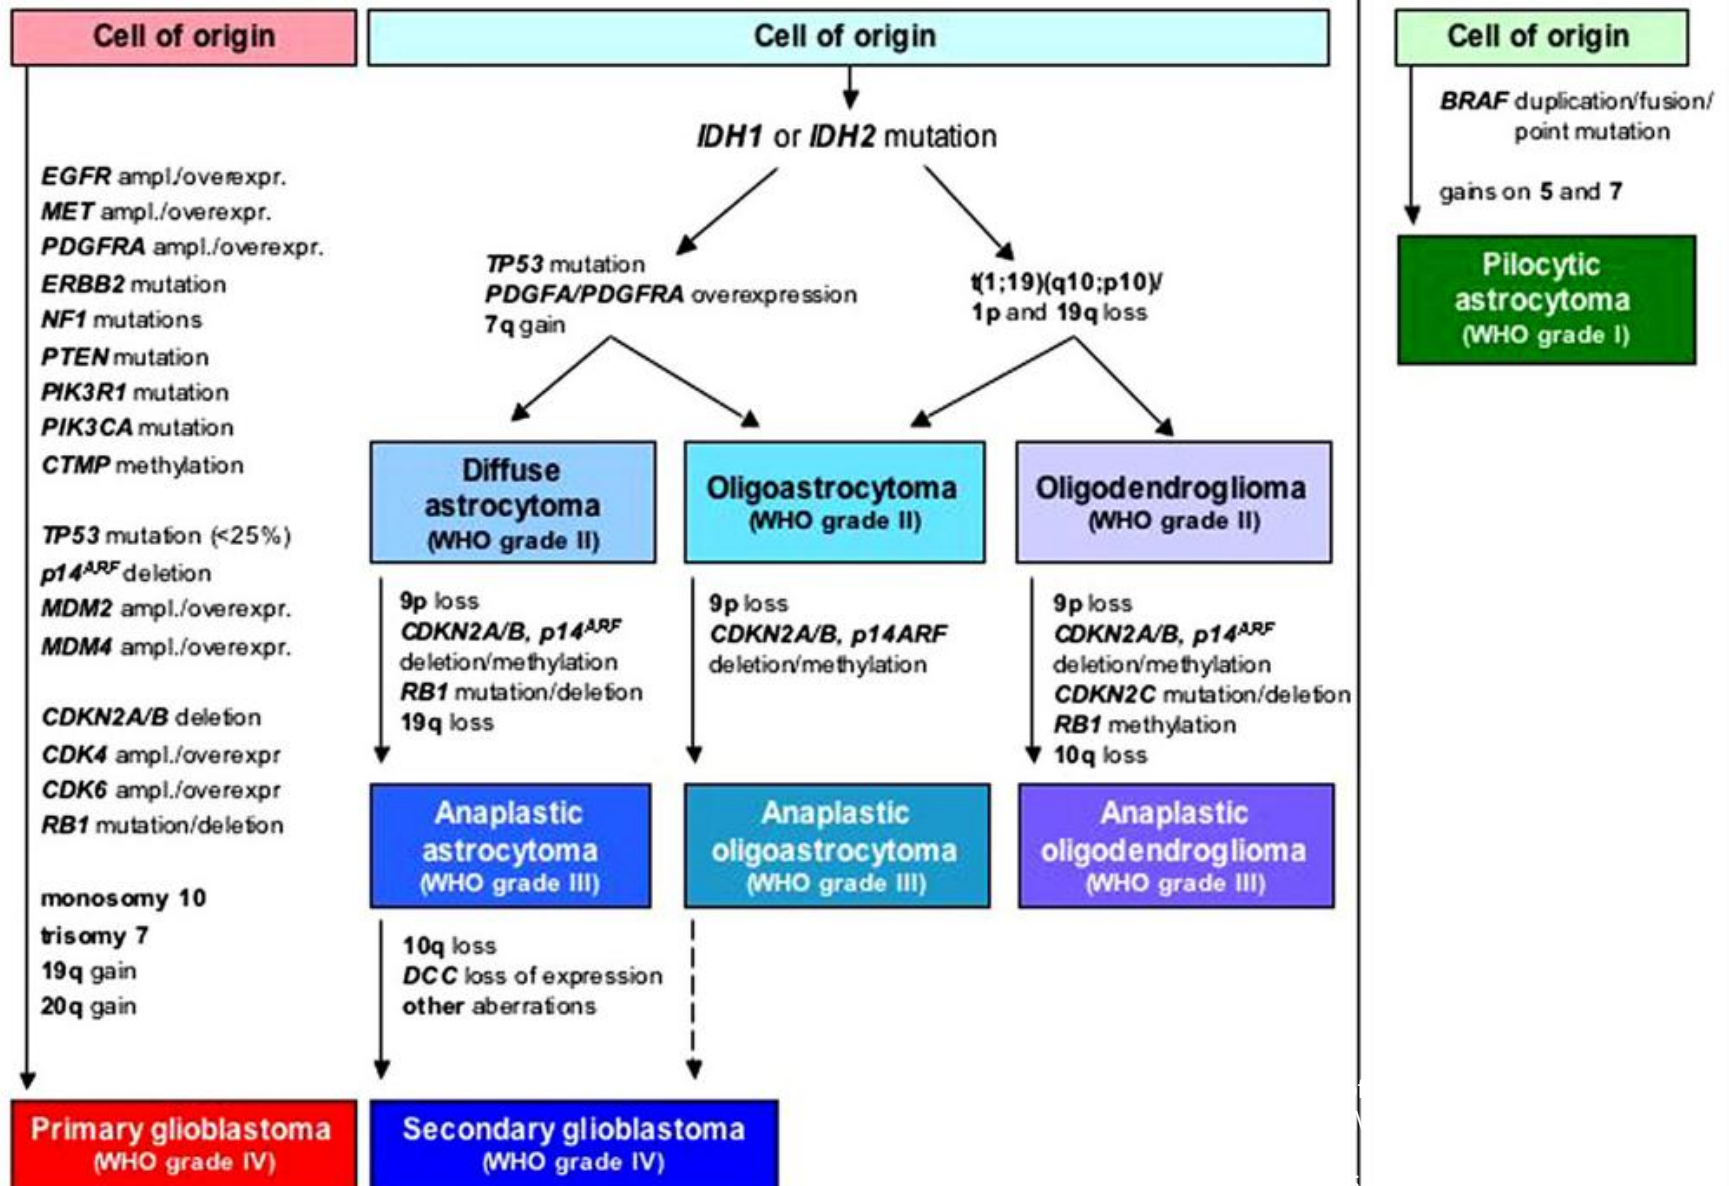 Cell of origin
EGFR ampl./overexpr.
MET ampl./overexpr.
PDGFRA ampl./overexpr.
ERBB2 mutation
NF1 mutations
PTEN mutation
PIK3R1 mutation
PIK3CA mutation
CTMP methylation
TP53 mutation (<25%)
p14ARF deletion
MDM2 ampl./overexpr.
MDM4 ampl./overexpr.
CDKN2A/B deletion
CDK4 ampl./overexpr
CDK6 ampl./overexpr
RB1 mutation/deletion
monosomy 10
trisomy 7
19q gain
20q gain
Primary glioblastoma
(WHO grade IV)
Cell of origin
IDH1 or IDH2 mutation
TP53 mutation
PDGFA/PDGFRA overexpression
7q gain
t(1;19)(q10;p10)/
1p and 19q loss
Diffuse
astrocytoma
(WHO grade II)
Oligoastrocytoma
(WHO grade II)
Oligodendroglioma
(WHO grade II)
9p loss
CDKN2A/B, p14ARF
deletion/methylation
RB1 mutation/deletion
19q loss
9p loss
CDKN2A/B, p14ARF
deletion/methylation
9p loss
CDKN2A/B, p14ARF
deletion/methylation
CDKN2C mutation/deletion
RB1 methylation
10q loss
Anaplastic
astrocytoma
(WHO grade III)
Anaplastic
oligoastrocytoma
(WHO grade III)
Anaplastic
oligodendroglioma
(WHO grade III)
10q loss
DCC loss of expression
other aberrations
Secondary glioblastoma
(WHO grade IV)
Cell of origin
BRAF duplication/fusion/
point mutation
gains on 5 and 7
Pilocytic
astrocytoma
(WHO grade I)